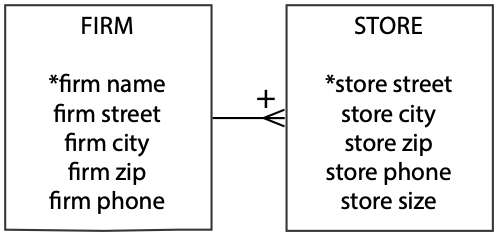 FIRM
*firm name
firm street
firm city
firm zip
firm phone
+
STORE
*store street
store city
store zip
store phone
store size